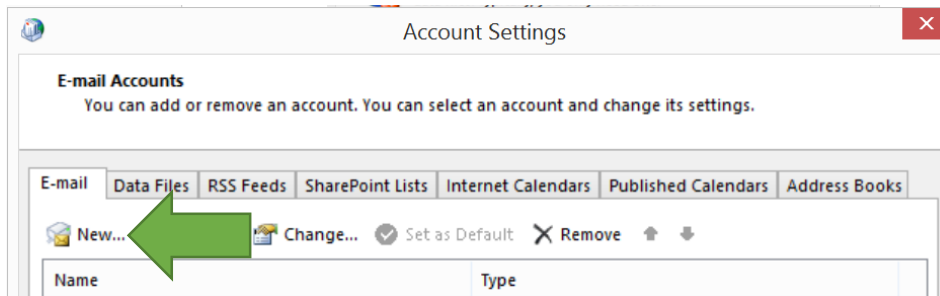 Account Settings
E-mail Accounts
You can add or remove an account. You can select an account and change its settings.
E-mail Data Files RSS Feeds SharePoint Lists Internet Calendars Published Calendars Address Books
New... Change... Set as Default Remove
Name Type